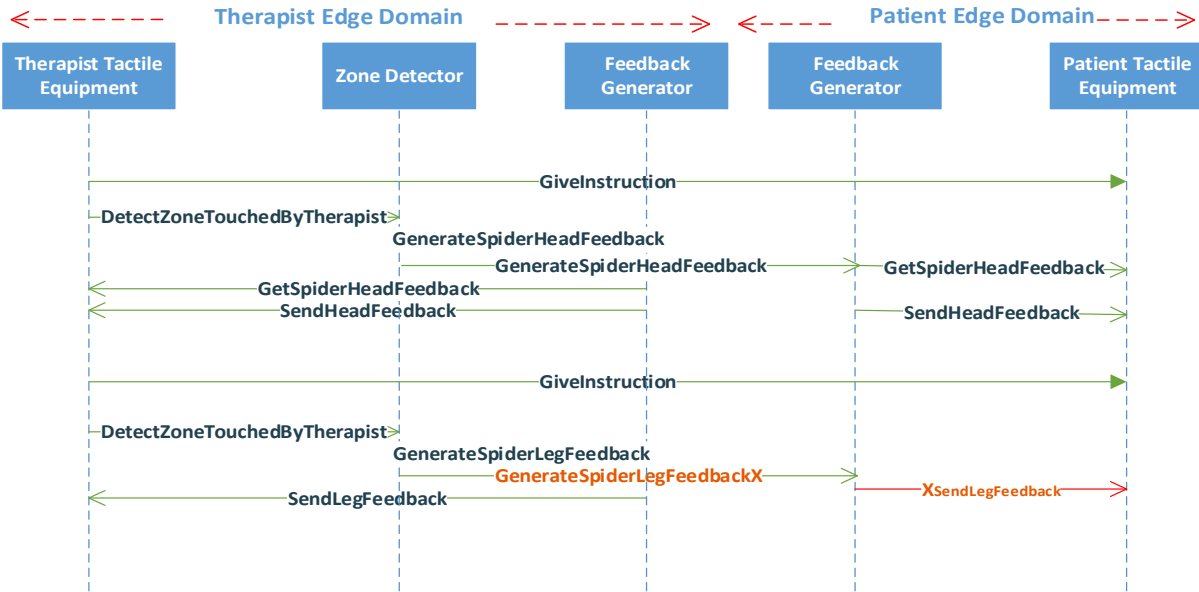 Therapist Edge Domain
Patient Edge Domain
Therapist Tactile
Equipment
Zone Detector
Feedback
Generator
Feedback
Generator
Patient Tactile
Equipment
GiveInstruction
DetectZoneTouchedByTherapist
GenerateSpiderHeadFeedback
GenerateSpiderHeadFeedback
GetSpiderHeadFeedback
GetSpiderHeadFeedback
SendHeadFeedback
SendHeadFeedback
GiveInstruction
DetectZoneTouchedByTherapist
GenerateSpiderLegFeedback
GenerateSpiderLegFeedbackX
XSendLegFeedback
SendLegFeedback